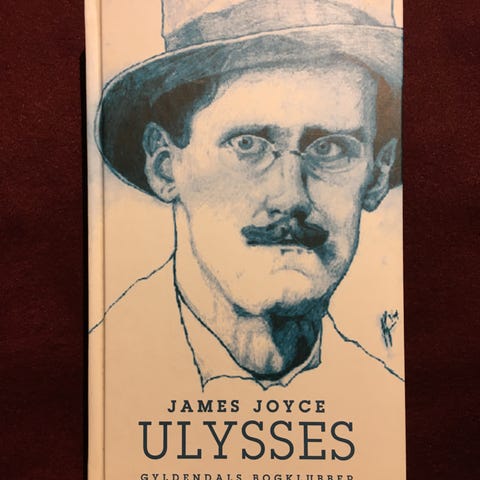 JAMES JOYCE
ULYSSES
GYLDENDALS BOGKLUBBER